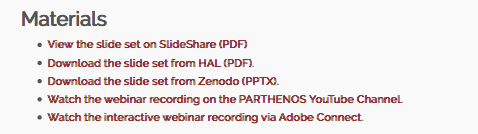 Materials
• View the slide set on SlideShare (PDF)
• Download the slide set from HAL (PDF).
• Download the slide set from Zenodo (PPTX).
• Watch the webinar recording on the PARTHENOS YouTube Channel.
• Watch the interactive webinar recording via Adobe Connect.